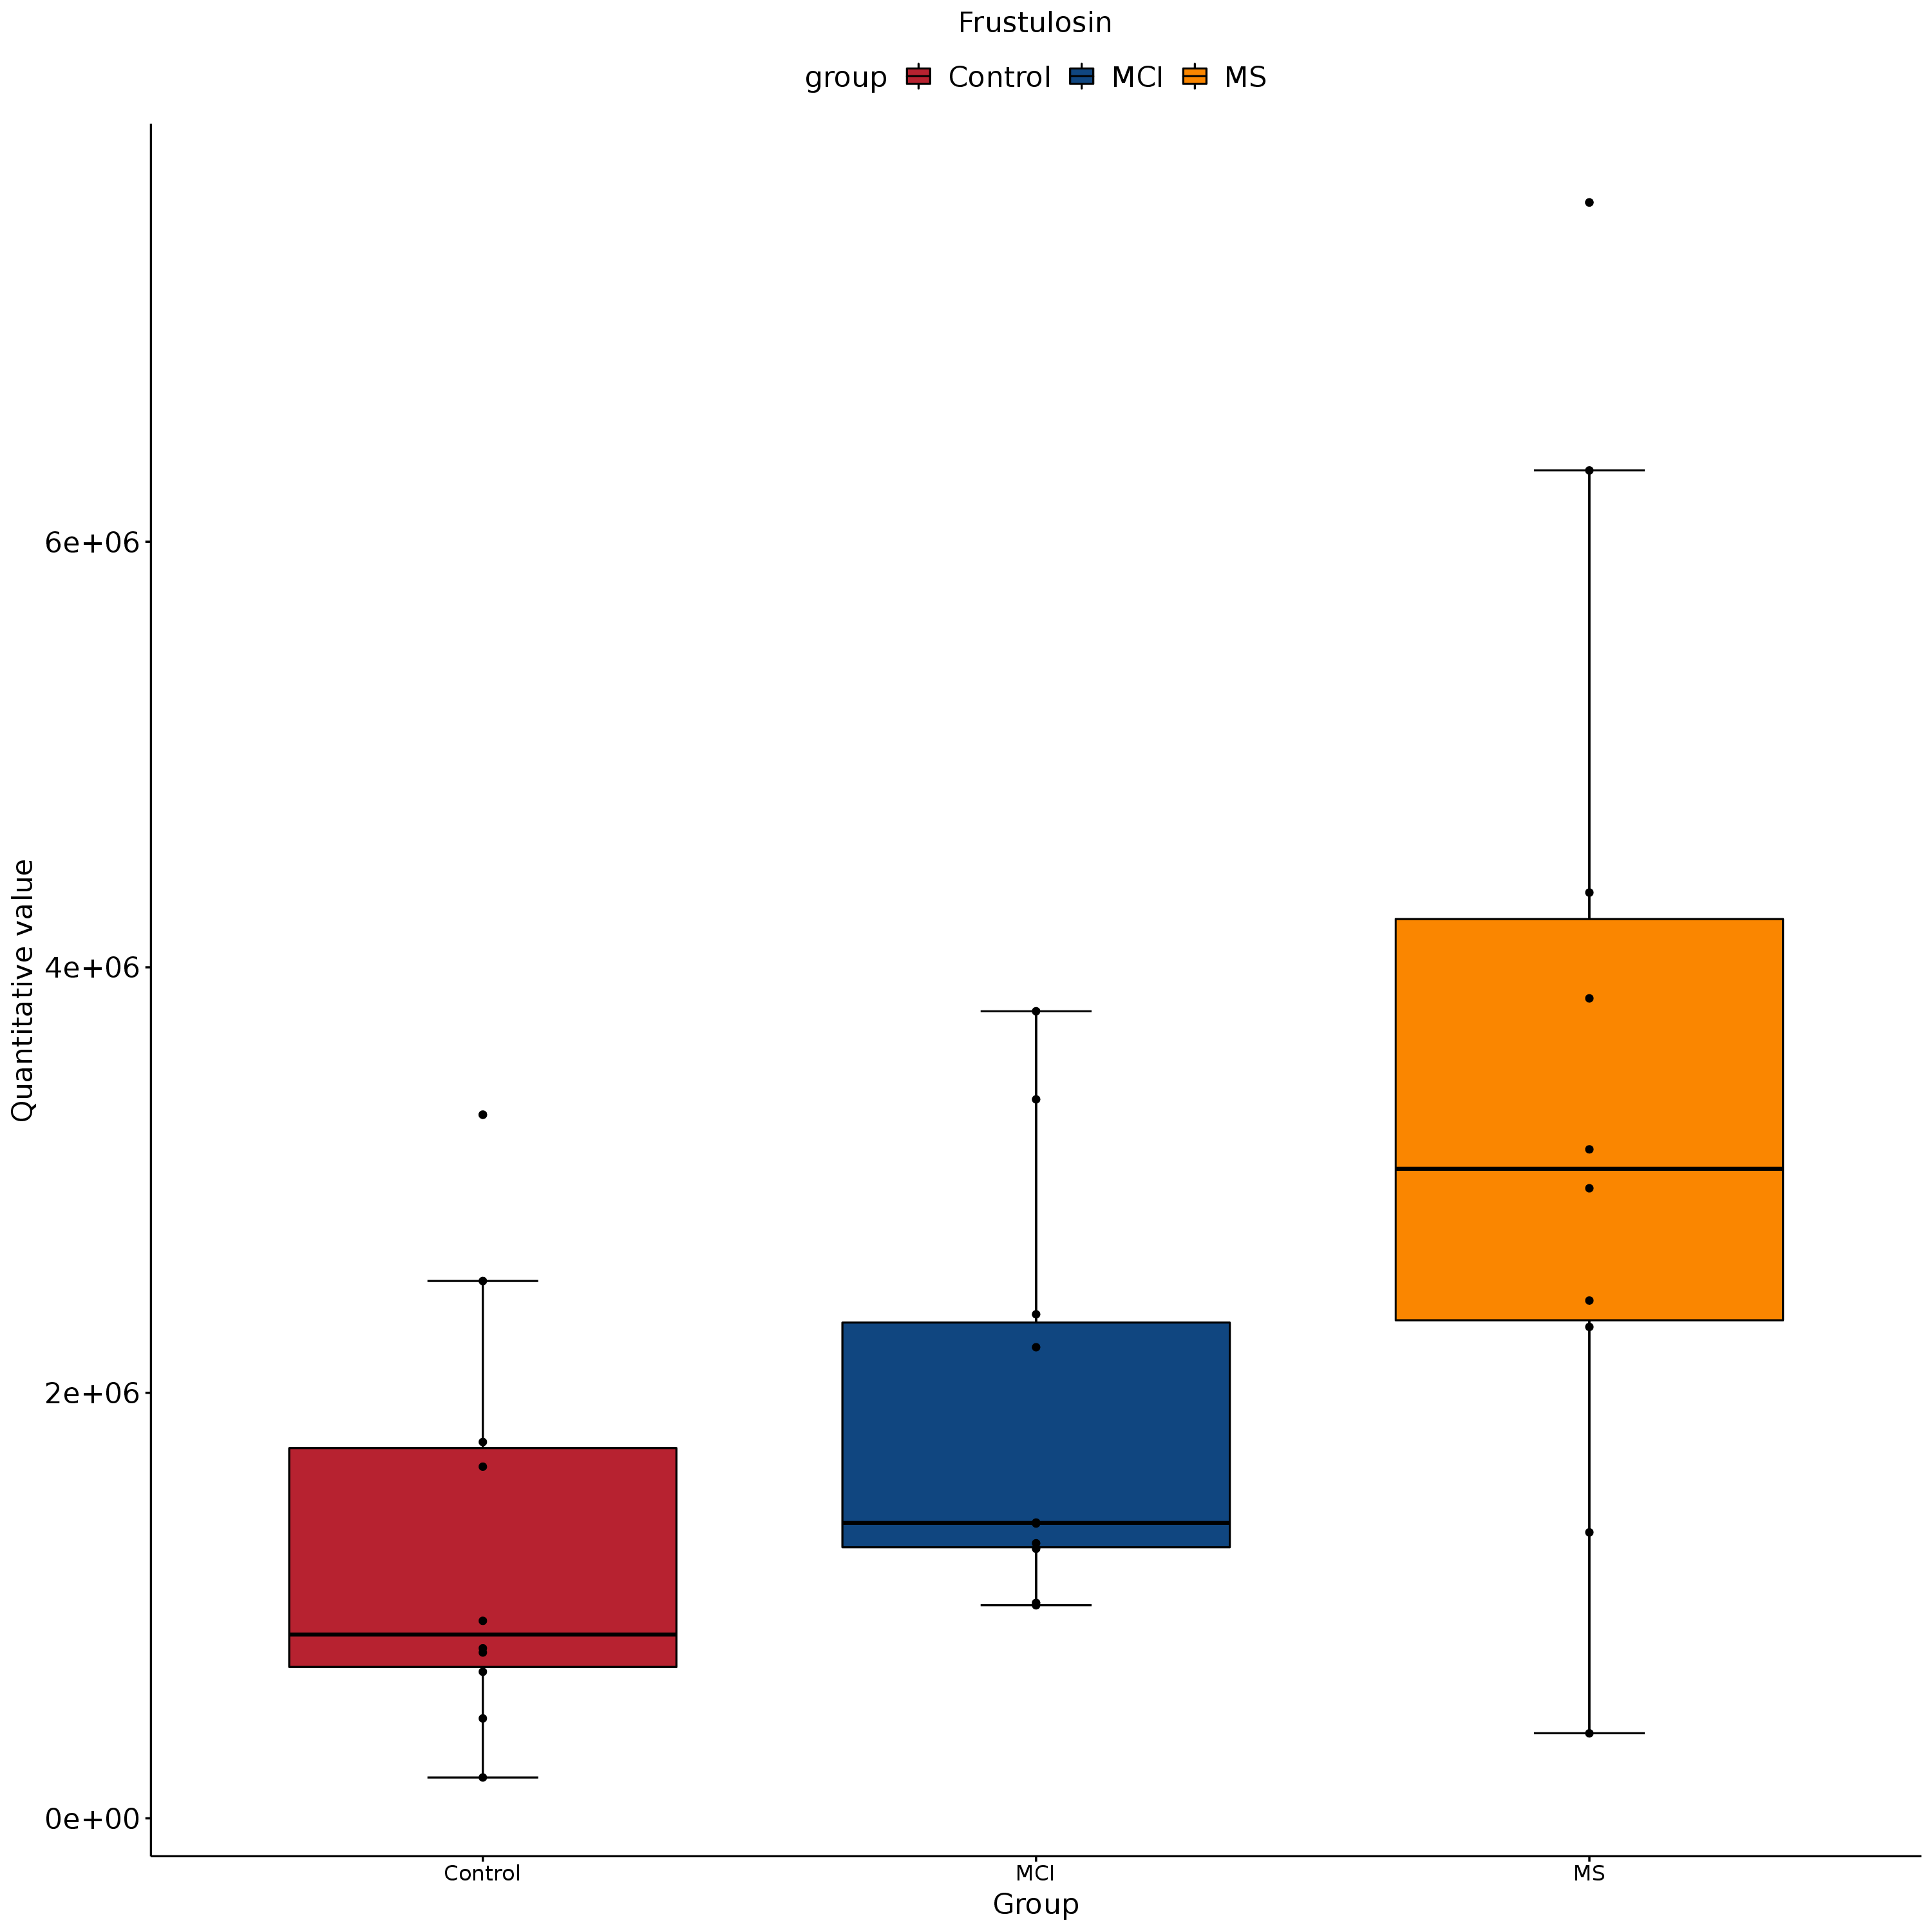 Frustulosin
group Control MCI MS
Quantitative value
6e+06
4e+06
2e+06
0e+00
Control MCI MS
Group